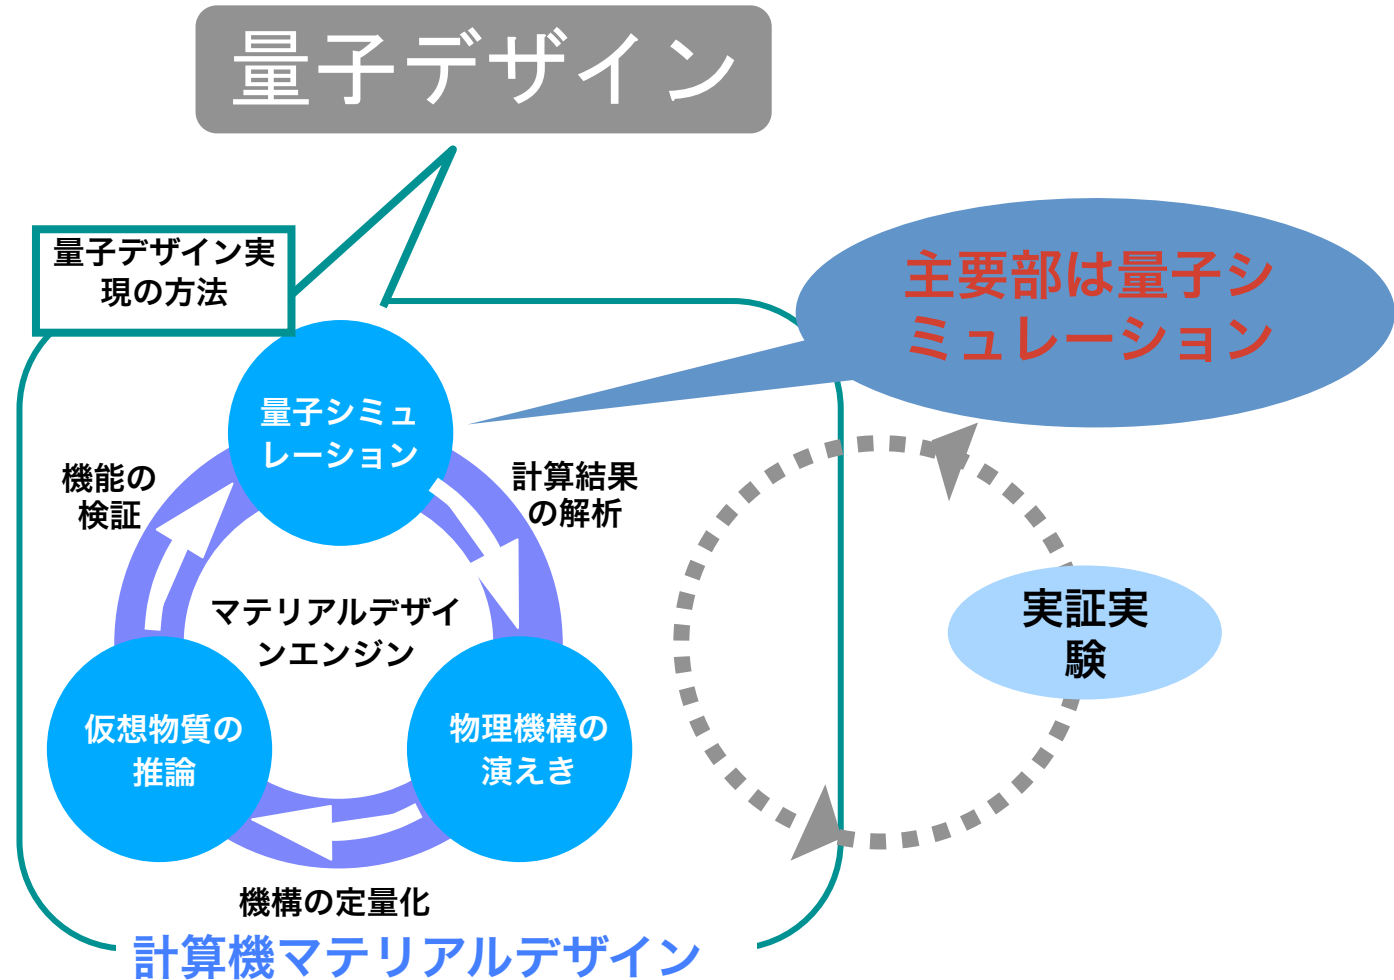 量子デザイン
量子デザイン実
現の方法
主要部は量子シ
ミュレーション
量子シミュ
レーション
機能の
検証
計算結果
の解析
マテリアルデザイ
ンエンジン
実証実
験
仮想物質の
推論
物理機構の
演えき
機構の定量化
計算機マテリアルデザイン